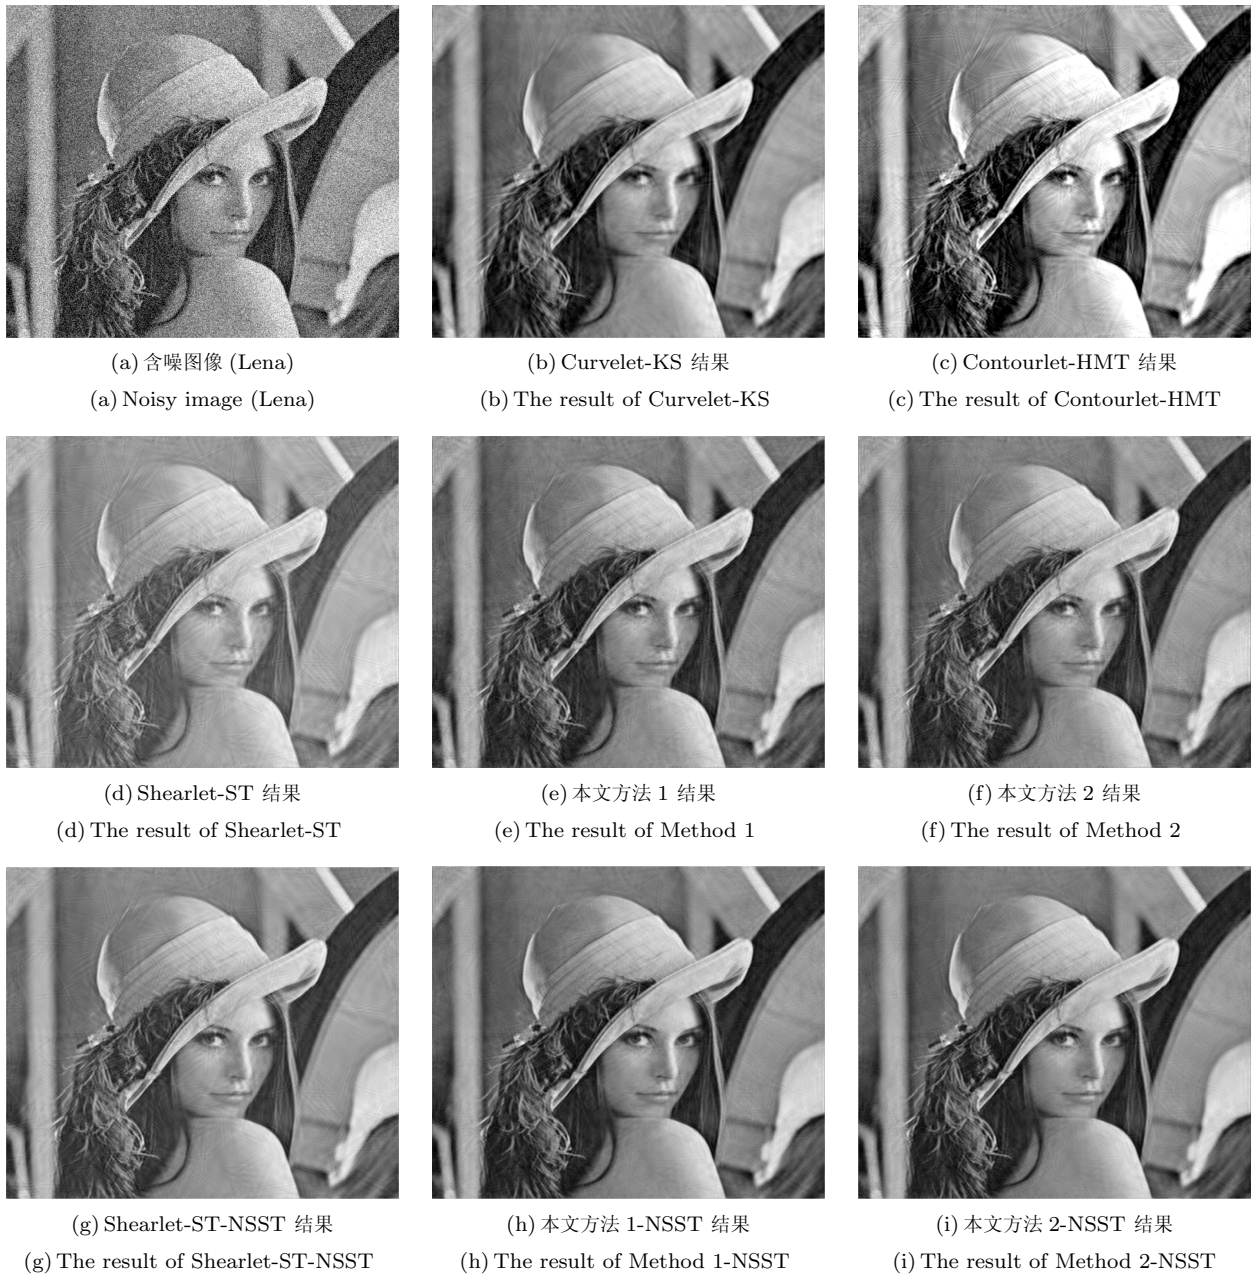 (a) 含噪图像 (Lena)
(b) Curvelet-KS 结果
(c) Contourlet-HMT 结果
(a) Noisy image (Lena)
(b) The result of Curvelet-KS
(c) The result of Contourlet-HMT
(d) Shearlet-ST 结果
(e) 本文方法 1 结果
(f) 本文方法 2 结果
(d) The result of Shearlet-ST
(e) The result of Method 1
(f) The result of Method 2
(g) Shearlet-ST-NSST 结果
(h) 本文方法 1-NSST 结果
(i) 本文方法 2-NSST 结果
(g) The result of Shearlet-ST-NSST
(h) The result of Method 1-NSST
(i) The result of Method 2-NSST